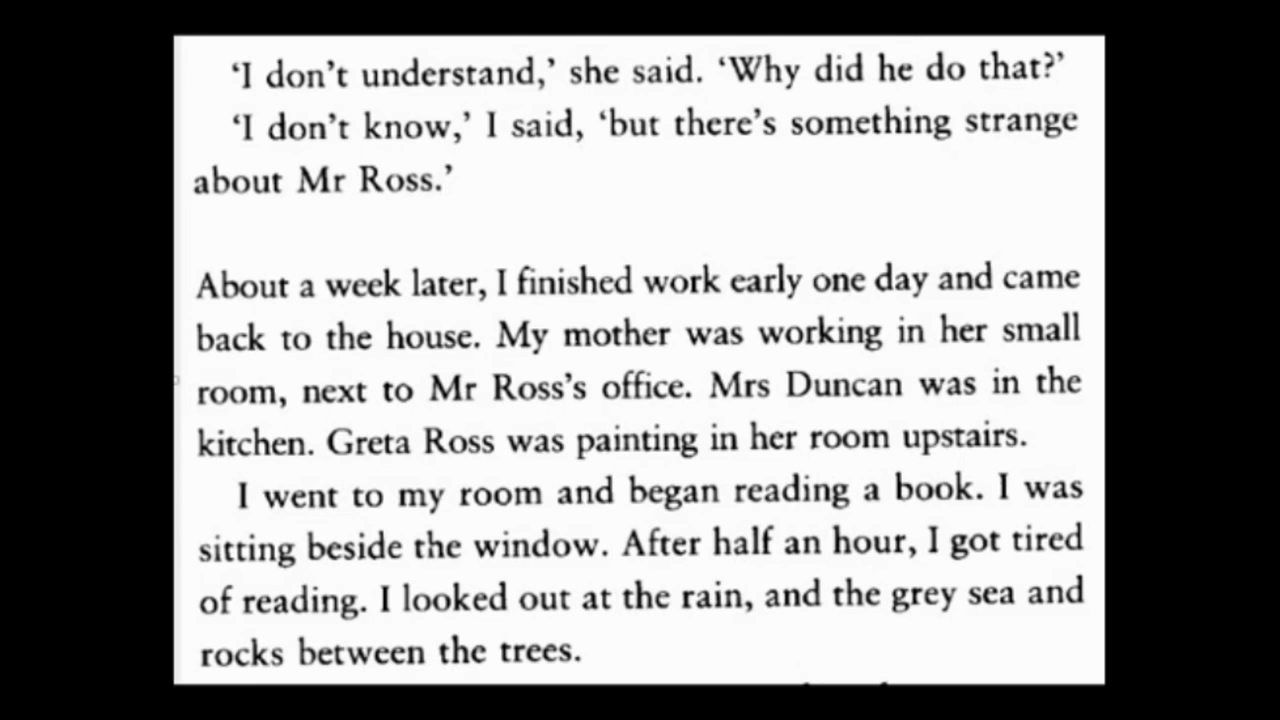 ‘I don’t understand,’ she said. ‘Why did he do that?’
‘I don’t know,’ I said, ‘but there’s something strange
about Mr Ross.’
About a week later, I finished work early one day and came
back to the house. My mother was working in her small
room, next to Mr Ross’s office. Mrs Duncan was in the
kitchen. Greta Ross was painting in her room upstairs.
I went to my room and began reading a book. I was
sitting beside the window. After half an hour, I got tired
of reading. I looked out at the rain, and the grey sea and
rocks between the trees.